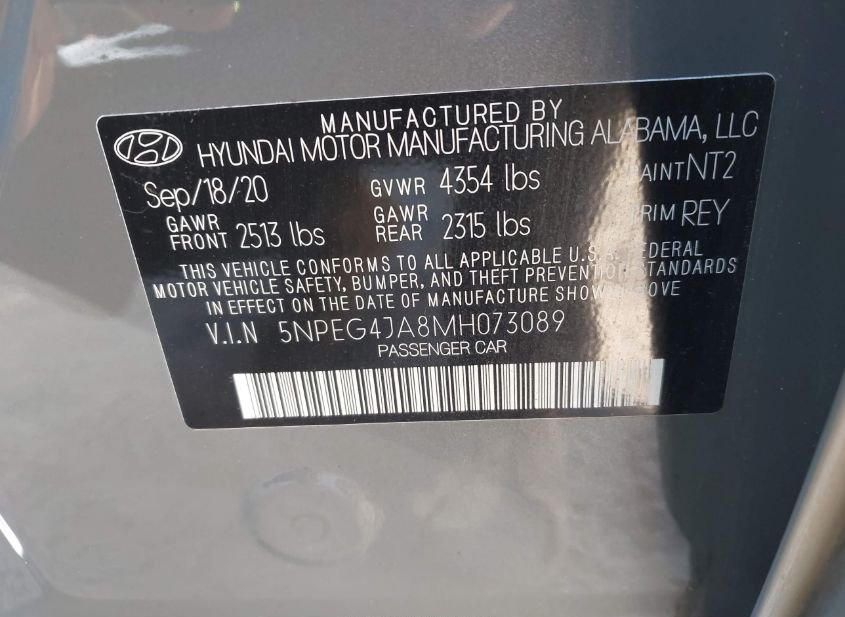 MANUFACTURED BY
HYUNDAI MOTOR MANUFACTURING ALABAMA, LLC
Sep/18/20 GVWR 4354 lbs PAINT NT2
GAWR FRONT 2513 lbs GAWR REAR 2315 lbs TRIM REY
THIS VEHICLE CONFORMS TO ALL APPLICABLE U.S. FEDERAL
MOTOR VEHICLE SAFETY, BUMPER, AND THEFT PREVENTION STANDARDS
IN EFFECT ON THE DATE OF MANUFACTURE SHOWN ABOVE
V.I.N 5NPEG4JA8MH073089
PASSENGER CAR